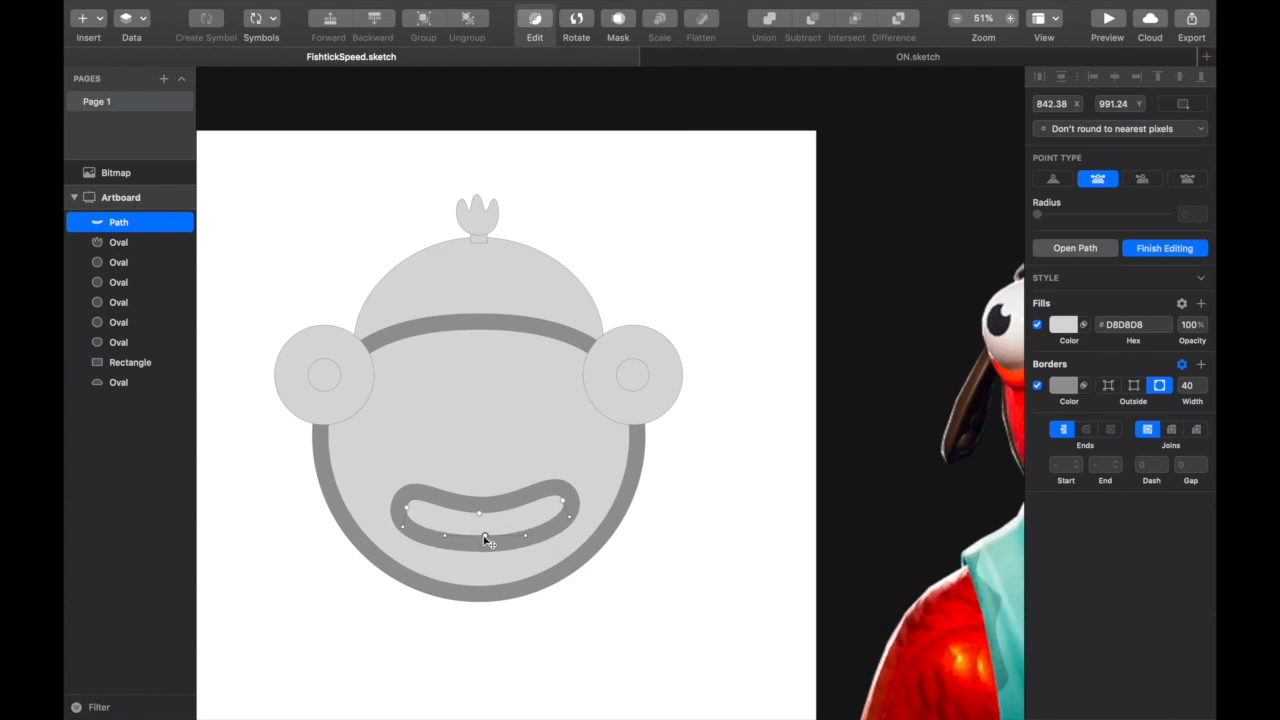 Insert
Data
Create Symbol
Symbols
Forward
Backward
Group
Ungroup
Edit
Rotate
Mask
Scale
Flatten
Union
Subtract
Intersect
Difference
51%
Zoom
View
Preview
Cloud
Export
FishtickSpeed.sketch
ON.sketch
PAGES
Page 1
Bitmap
Artboard
Path
Oval
Oval
Oval
Oval
Oval
Oval
Rectangle
Oval
Filter
842.38 X
991.24 Y
Don't round to nearest pixels
POINT TYPE
Radius
0
Open Path
Finish Editing
STYLE
Fills
# D8D8D8
100%
Color
Hex
Opacity
Borders
40
Color
Outside
Width
Ends
Joins
- - 0 0
Start
End
Dash
Gap